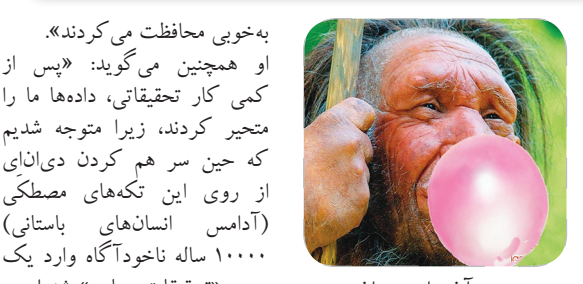 به‌خوبی محافظت می‌کردند».
او همچنین می‌گوید: «پس از
کمی کار تحقیقاتی، داده‌ها ما را
متحیر کردند، زیرا متوجه شدیم
که حین سر هم کردن دی‌ان‌اِی
از روی این تکه‌های مصطکی
(آدامس انسان‌های باستانی)
۱۰۰۰۰ ساله ناخودآگاه وارد یک